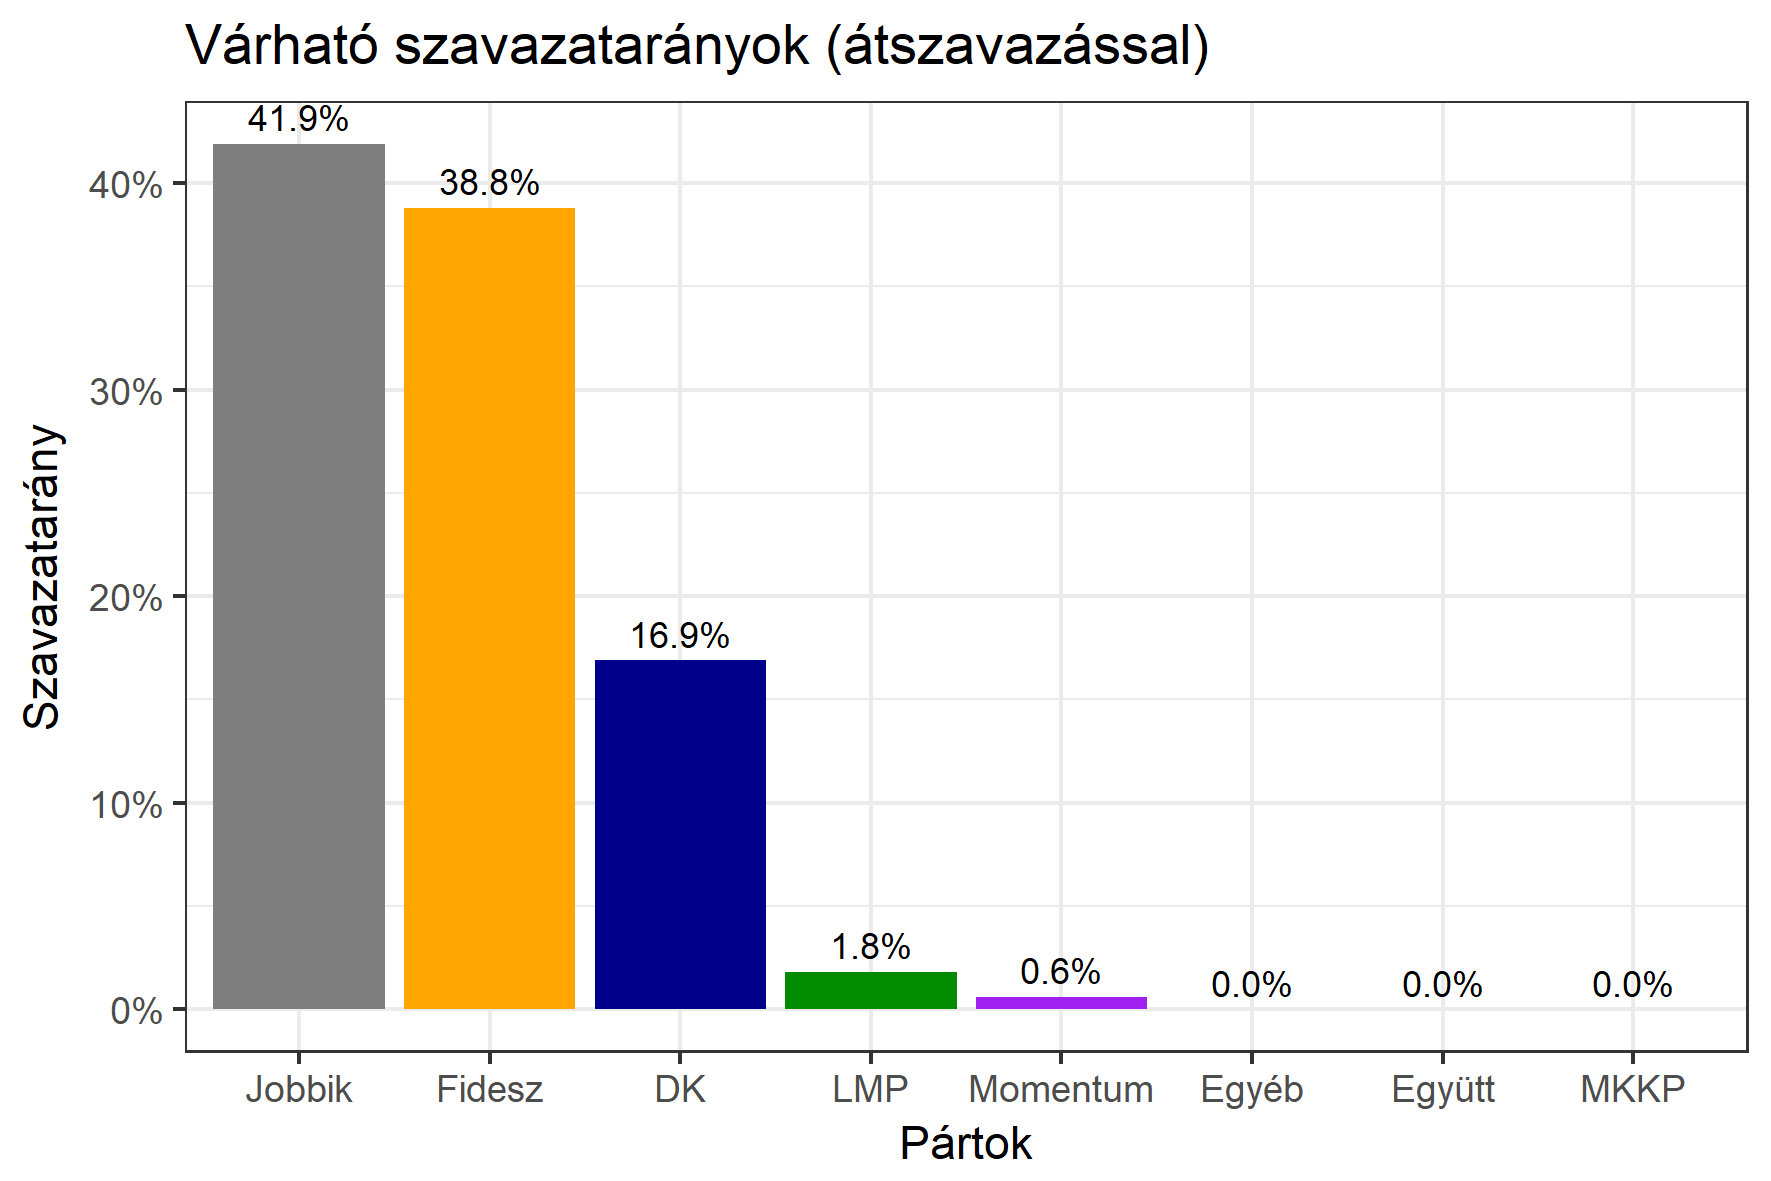 Várható szavazatarányok (átszavazással)
41.9%
38.8%
16.9%
1.8%
0.6%
0.0%
0.0%
0.0%
40%
30%
20%
10%
0%
Szavazatarány
Jobbik
Fidesz
DK
LMP
Momentum
Egyéb
Együtt
MKKP
Pártok